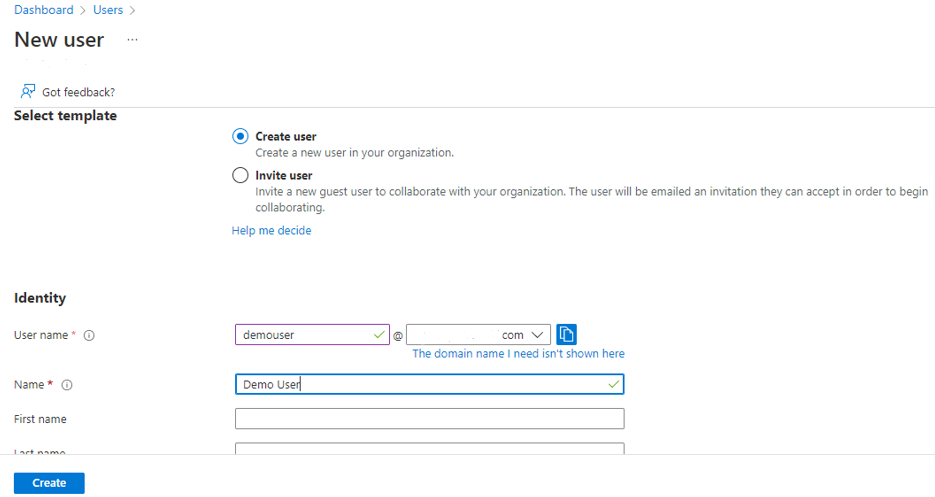 Dashboard > Users >
New user ...
Got feedback?
Select template
Create user
Create a new user in your organization.
Invite user
Invite a new guest user to collaborate with your organization. The user will be emailed an invitation they can accept in order to begin
collaborating.
Help me decide
Identity
User name * demouser @ com
The domain name I need isn't shown here
Name * Demo User
First name
Last name
Create